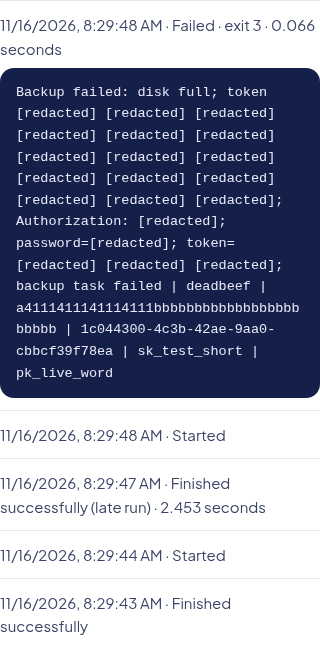 11/16/2026, 8:29:48 AM · Failed · exit 3 · 0.066
seconds
Backup failed: disk full; token
[redacted] [redacted] [redacted]
[redacted] [redacted] [redacted]
[redacted] [redacted] [redacted]
[redacted] [redacted] [redacted]
[redacted] [redacted] [redacted];
Authorization: [redacted];
password=[redacted]; token=
[redacted] [redacted] [redacted];
backup task failed | deadbeef |
a4111411141114111bbbbbbbbbbbbbbbbbb
bbbbb | 1c044300-4c3b-42ae-9aa0-
cbbcf39f78ea | sk_test_short |
pk_live_word
11/16/2026, 8:29:48 AM · Started
11/16/2026, 8:29:47 AM · Finished
successfully (late run) · 2.453 seconds
11/16/2026, 8:29:44 AM · Started
11/16/2026, 8:29:43 AM · Finished
successfully